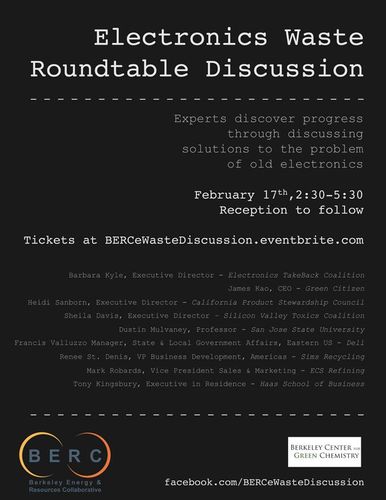 Electronics Waste
Roundtable Discussion
Experts discover progress
through discussing
solutions to the problem
of old electronics
February 17th,2:30-5:30
Reception to follow
Tickets at BERCeWasteDiscussion.eventbrite.com
Barbara Kyle, Executive Director - Electronics TakeBack Coalition
James Kao, CEO - Green Citizen
Heidi Sanborn, Executive Director - California Product Stewardship Council
Sheila Davis, Executive Director - Silicon Valley Toxics Coalition
Dustin Mulvaney, Professor - San Jose State University
Francis Valluzzo Manager, State & Local Government Affairs, Eastern US - Dell
Renee St. Denis, VP Business Development, Americas - Sims Recycling
Mark Robards, Vice President Sales & Marketing - ECS Refining
Tony Kingsbury, Executive in Residence - Haas School of Business
BERC
Berkeley Energy &
Resources Collaborative
BERKELEY CENTER FOR
GREEN CHEMISTRY
facebook.com/BERCeWasteDiscussion